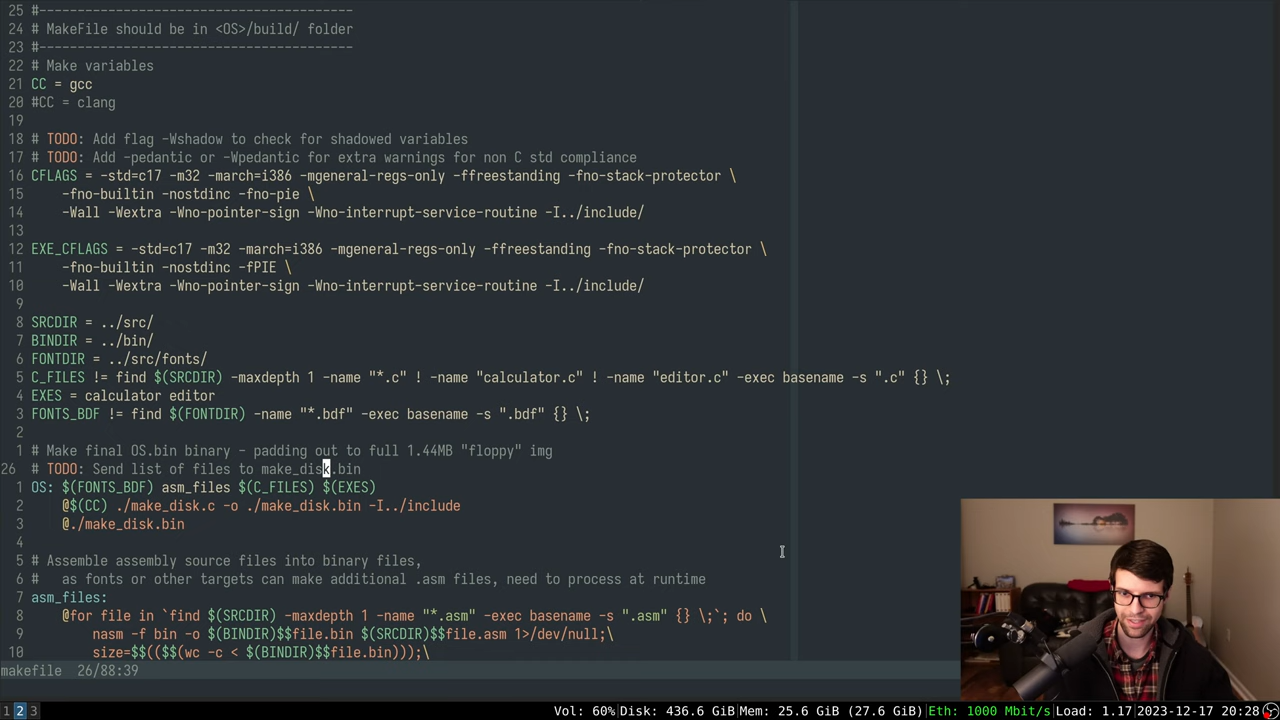 25 #----------------------------------------
24 # MakeFile should be in <OS>/build/ folder
23 #----------------------------------------
22 # Make variables
21 CC = gcc
20 #CC = clang
19
18 # TODO: Add flag -Wshadow to check for shadowed variables
17 # TODO: Add -pedantic or -Wpedantic for extra warnings for non C std compliance
16 CFLAGS = -std=c17 -m32 -march=i386 -mgeneral-regs-only -ffreestanding -fno-stack-protector \
15     -fno-builtin -nostdinc -fno-pie \
14     -Wall -Wextra -Wno-pointer-sign -Wno-interrupt-service-routine -I../include/
13
12 EXE_CFLAGS = -std=c17 -m32 -march=i386 -mgeneral-regs-only -ffreestanding -fno-stack-protector \
11     -fno-builtin -nostdinc -fPIE \
10     -Wall -Wextra -Wno-pointer-sign -Wno-interrupt-service-routine -I../include/
9
8 SRCDIR = ../src/
7 BINDIR = ../bin/
6 FONTDIR = ../src/fonts/
5 C_FILES != find $(SRCDIR) -maxdepth 1 -name "*.c" ! -name "calculator.c" ! -name "editor.c" -exec basename -s ".c" {} \;
4 EXES = calculator editor
3 FONTS_BDF != find $(FONTDIR) -name "*.bdf" -exec basename -s ".bdf" {} \;
2
1 # Make final OS.bin binary - padding out to full 1.44MB "floppy" img
26 # TODO: Send list of files to make_disk.bin
1 OS: $(FONTS_BDF) asm_files $(C_FILES) $(EXES)
2     @$(CC) ./make_disk.c -o ./make_disk.bin -I../include
3     @./make_disk.bin
4
5 # Assemble assembly source files into binary files,
6 #   as fonts or other targets can make additional .asm files, need to process at runtime
7 asm_files:
8     @for file in `find $(SRCDIR) -maxdepth 1 -name "*.asm" -exec basename -s ".asm" {} \;`; do \
9         nasm -f bin -o $(BINDIR)$$file.bin $(SRCDIR)$$file.asm 1>/dev/null;\
10         size=$$(($$(wc -c < $(BINDIR)$$file.bin)));\
makefile  26/88:39
1 2 3 Vol: 60%|Disk: 436.6 GiB|Mem: 25.6 GiB (27.6 GiB)|Eth: 1000 Mbit/s|Load: 1.17|2023-12-17 20:28